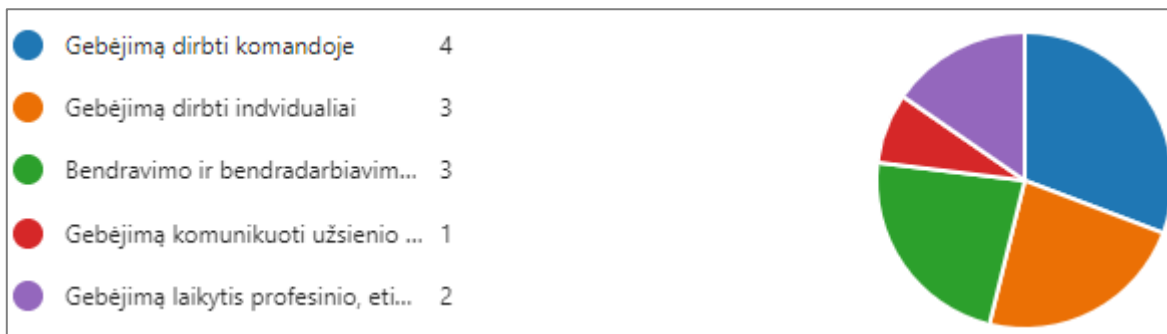 Gebėjimą dirbti komandoje 4
Gebėjimą dirbti indvidualiai 3
Bendravimo ir bendradarbiavim... 3
Gebėjimą komunikuoti užsienio ... 1
Gebėjimą laikytis profesinio, eti... 2